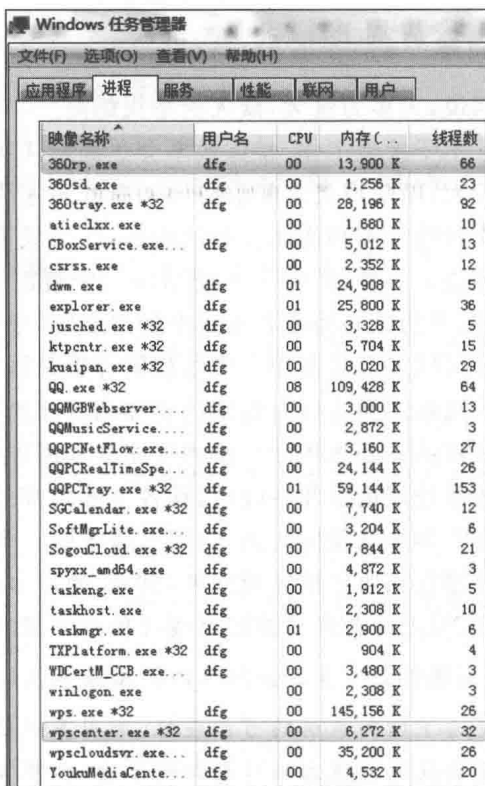 Windows 任务管理器
文件(F) 选项(O) 查看(V) 帮助(H)
应用程序 进程 服务 性能 联网 用户
映像名称 用户名 CPU 内存(... 线程数
360rp.exe dfg 00 13,900 K 66
360sd.exe dfg 00 1,256 K 23
360tray.exe *32 dfg 00 28,196 K 92
atieclxx.exe 00 1,680 K 10
CBoxService.exe... dfg 00 5,012 K 13
csrss.exe 00 2,352 K 12
dwm.exe dfg 01 24,908 K 5
explorer.exe dfg 01 25,800 K 36
jusched.exe *32 dfg 00 3,328 K 5
ktpcntr.exe *32 dfg 00 5,704 K 15
kuaipan.exe *32 dfg 00 8,020 K 29
QQ.exe *32 dfg 08 109,428 K 64
QQMGBWebserver.... dfg 00 3,000 K 13
QQMusicService.... dfg 00 2,872 K 3
QQPCNetFlow.exe... dfg 00 3,160 K 27
QQPCRealTimeSpe... dfg 00 24,144 K 26
QQPCTray.exe *32 dfg 01 59,144 K 153
SGCalendar.exe *32 dfg 00 7,740 K 12
SoftMgrLite.exe... dfg 00 3,204 K 6
SogouCloud.exe *32 dfg 00 7,844 K 21
spyxx_amd64.exe dfg 00 4,872 K 3
taskeng.exe dfg 00 1,912 K 5
taskhost.exe dfg 00 2,308 K 10
taskmgr.exe dfg 01 2,900 K 6
TXPlatform.exe *32 dfg 00 904 K 4
WDCertM_CCB.exe... dfg 00 3,480 K 3
winlogon.exe 00 2,308 K 3
wps.exe *32 dfg 00 145,156 K 26
wpscenter.exe *32 dfg 00 6,272 K 32
wpscloudsvr.exe... dfg 00 35,200 K 26
YoukuMediaCente... dfg 00 4,532 K 20